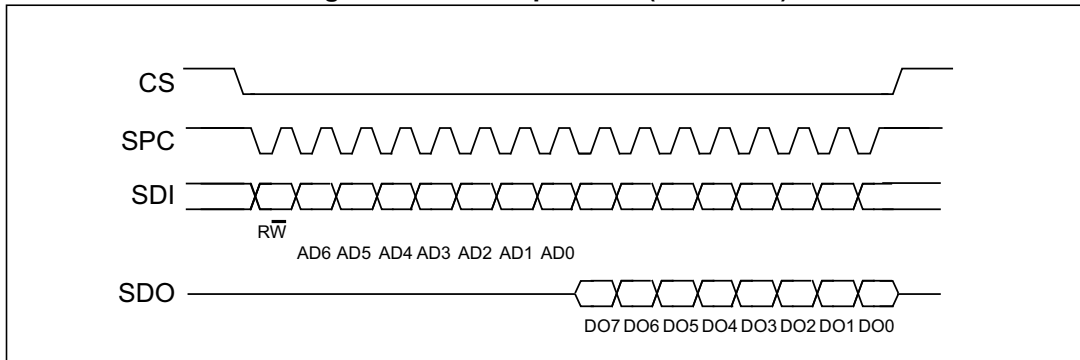 CS
SPC
SDI
RW̅
AD6 AD5 AD4 AD3 AD2 AD1 AD0
SDO
DO7 DO6 DO5 DO4 DO3 DO2 DO1 DO0